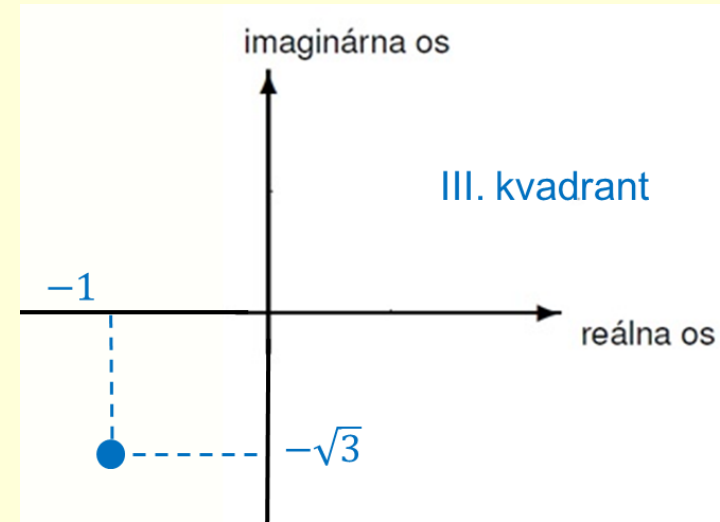 imaginárna os
III. kvadrant
−1
reálna os
−√3